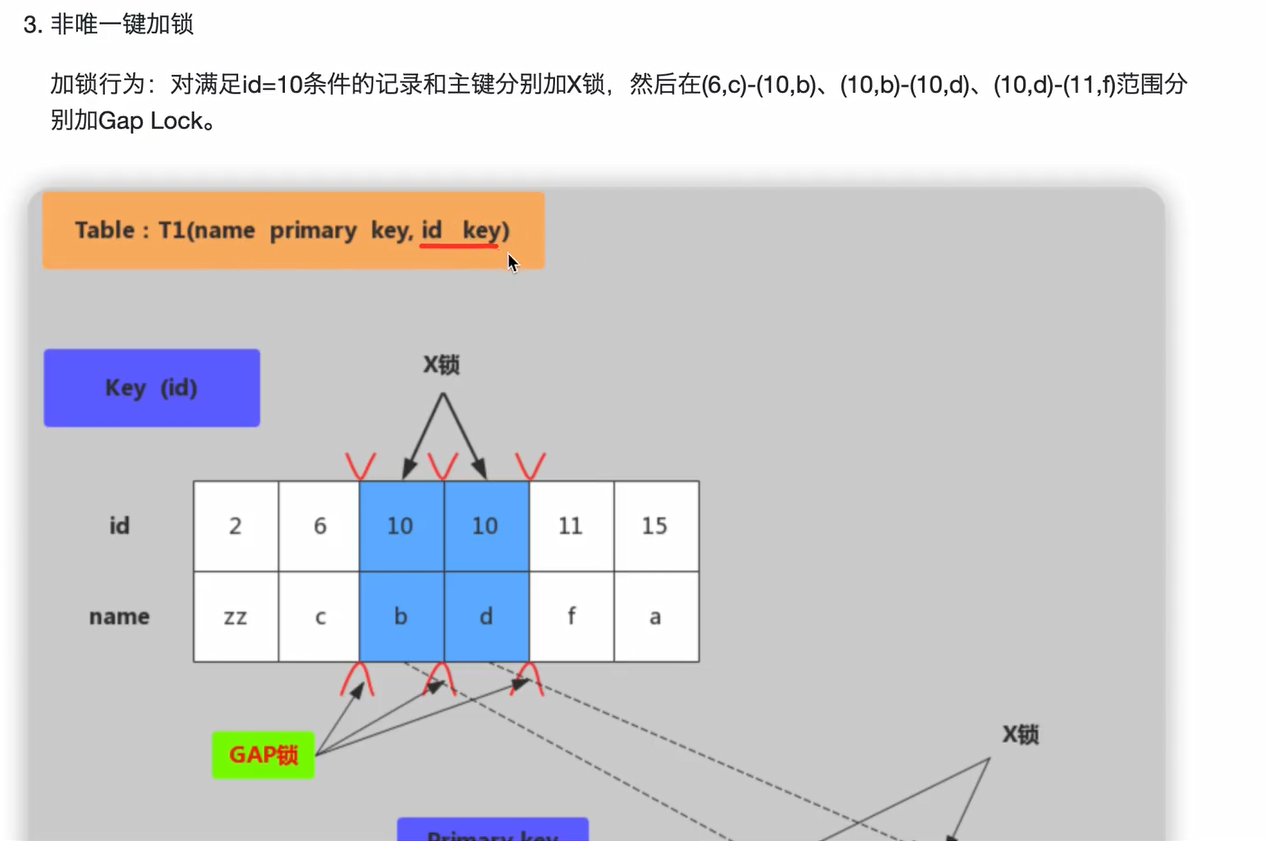 3. 非唯一键加锁
加锁行为：对满足id=10条件的记录和主键分别加X锁，然后在(6,c)-(10,b)、(10,b)-(10,d)、(10,d)-(11,f)范围分
别加Gap Lock。
Table : T1(name primary key, id key)
Key (id)
X锁
id 2 6 10 10 11 15
name zz c b d f a
GAP锁
X锁
Primary key